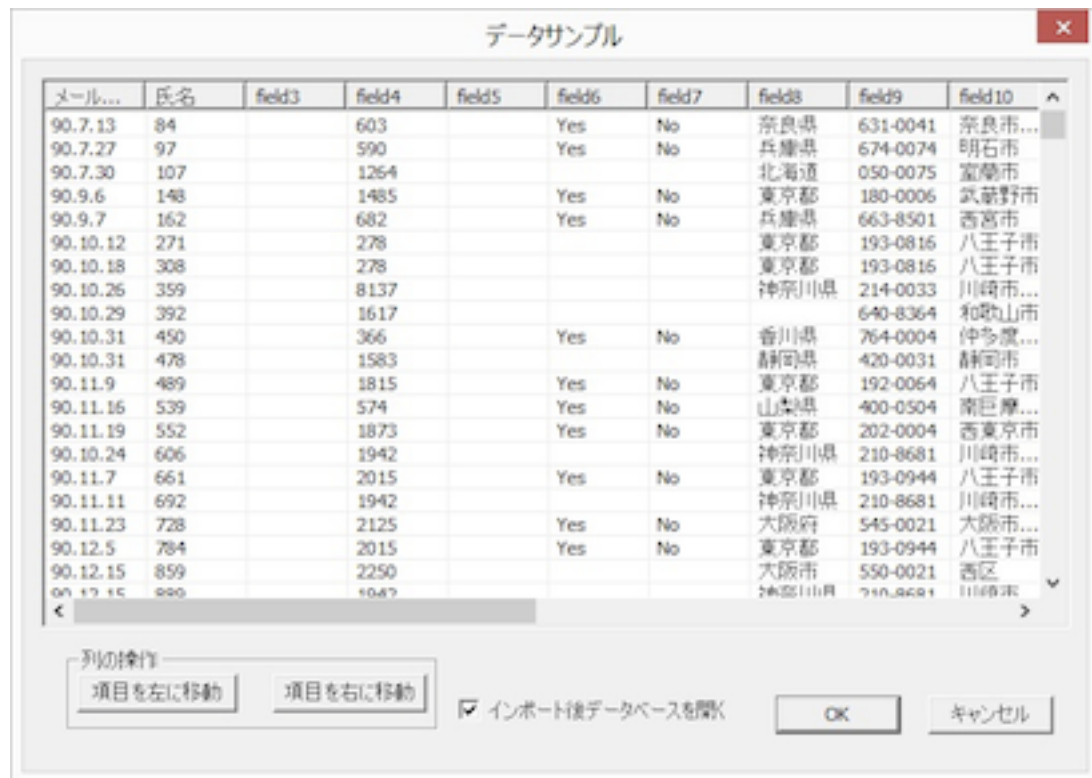 データサンプル
メール... 氏名 field3 field4 field5 field6 field7 field8 field9 field10
90.7.13 84 603 Yes No 奈良県 631-0041 奈良市...
90.7.27 97 590 Yes No 兵庫県 674-0074 明石市
90.7.30 107 1264 北海道 050-0075 室蘭市
90.9.6 148 1485 Yes No 東京都 180-0006 武蔵野市
90.9.7 162 682 Yes No 兵庫県 663-8501 西宮市
90.10.12 271 278 東京都 193-0816 八王子市
90.10.18 308 278 東京都 193-0816 八王子市
90.10.26 359 8137 神奈川県 214-0033 川崎市...
90.10.29 392 1617 640-8364 和歌山市
90.10.31 450 366 Yes No 香川県 764-0004 仲多度...
90.10.31 478 1583 静岡県 420-0031 静岡市
90.11.9 489 1815 Yes No 東京都 192-0064 八王子市
90.11.16 539 574 Yes No 山梨県 400-0504 南巨摩...
90.11.19 552 1873 Yes No 東京都 202-0004 西東京市
90.10.24 606 1942 神奈川県 210-8681 川崎市...
90.11.7 661 2015 Yes No 東京都 193-0944 八王子市
90.11.11 692 1942 神奈川県 210-8681 川崎市...
90.11.23 728 2125 Yes No 大阪府 545-0021 大阪市...
90.12.5 784 2015 Yes No 東京都 193-0944 八王子市
90.12.15 859 2250 大阪市 550-0021 西区
90.12.15 889 1942 神奈川県 210-8681 川崎市
列の操作
項目を左に移動 項目を右に移動 インポート後データベースを開く OK キャンセル